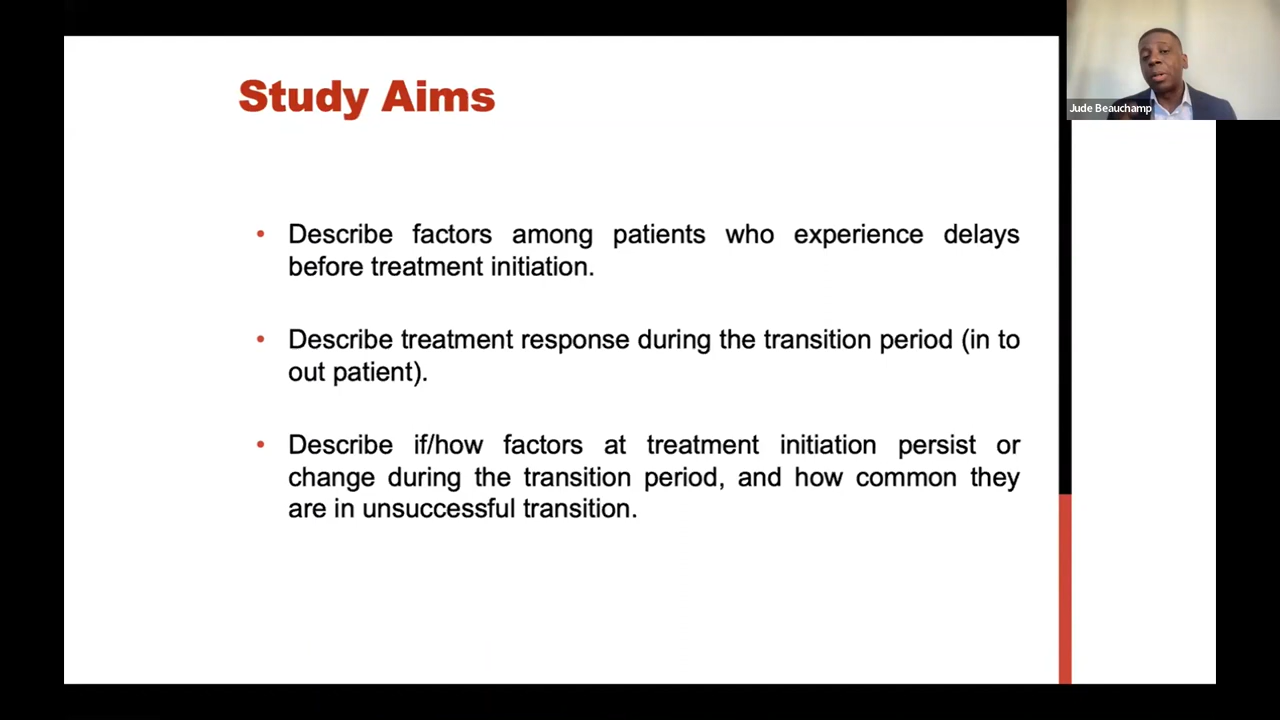 Study Aims
Jude Beauchamp
• Describe factors among patients who experience delays
before treatment initiation.
• Describe treatment response during the transition period (in to
out patient).
• Describe if/how factors at treatment initiation persist or
change during the transition period, and how common they
are in unsuccessful transition.